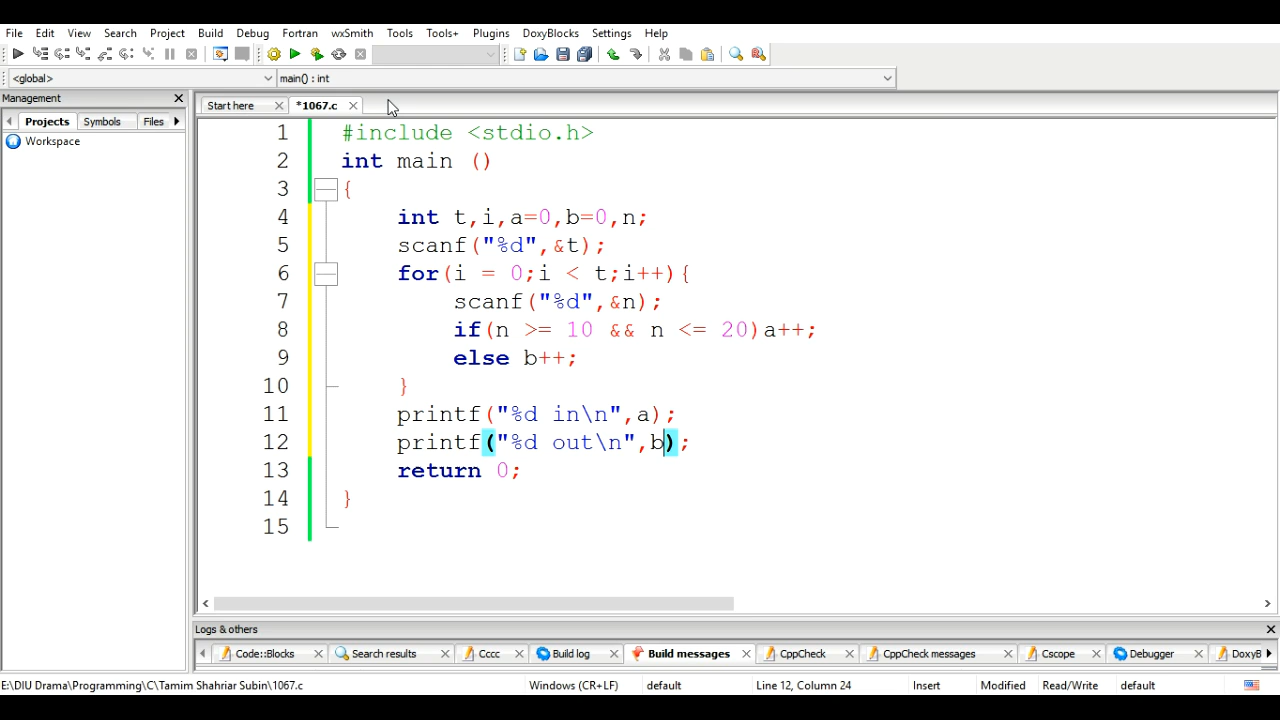 File Edit View Search Project Build Debug Fortran wxSmith Tools Tools+ Plugins DoxyBlocks Settings Help
<global> main() : int
Management
Start here *1067.c
Projects Symbols Files
Workspace
1 #include <stdio.h>
2 int main ()
3 {
4 int t,i,a=0,b=0,n;
5 scanf("%d",&t);
6 for(i = 0;i < t;i++){
7 scanf("%d",&n);
8 if(n >= 10 && n <= 20)a++;
9 else b++;
10 }
11 printf("%d in\n",a);
12 printf("%d out\n",b);
13 return 0;
14 }
15
Logs & others
Code::Blocks Search results Cccc Build log Build messages CppCheck CppCheck messages Cscope Debugger DoxyB
E:\DIU Drama\Programming\C\Tamim Shahriar Subin\1067.c Windows (CR+LF) default Line 12, Column 24 Insert Modified Read/Write default